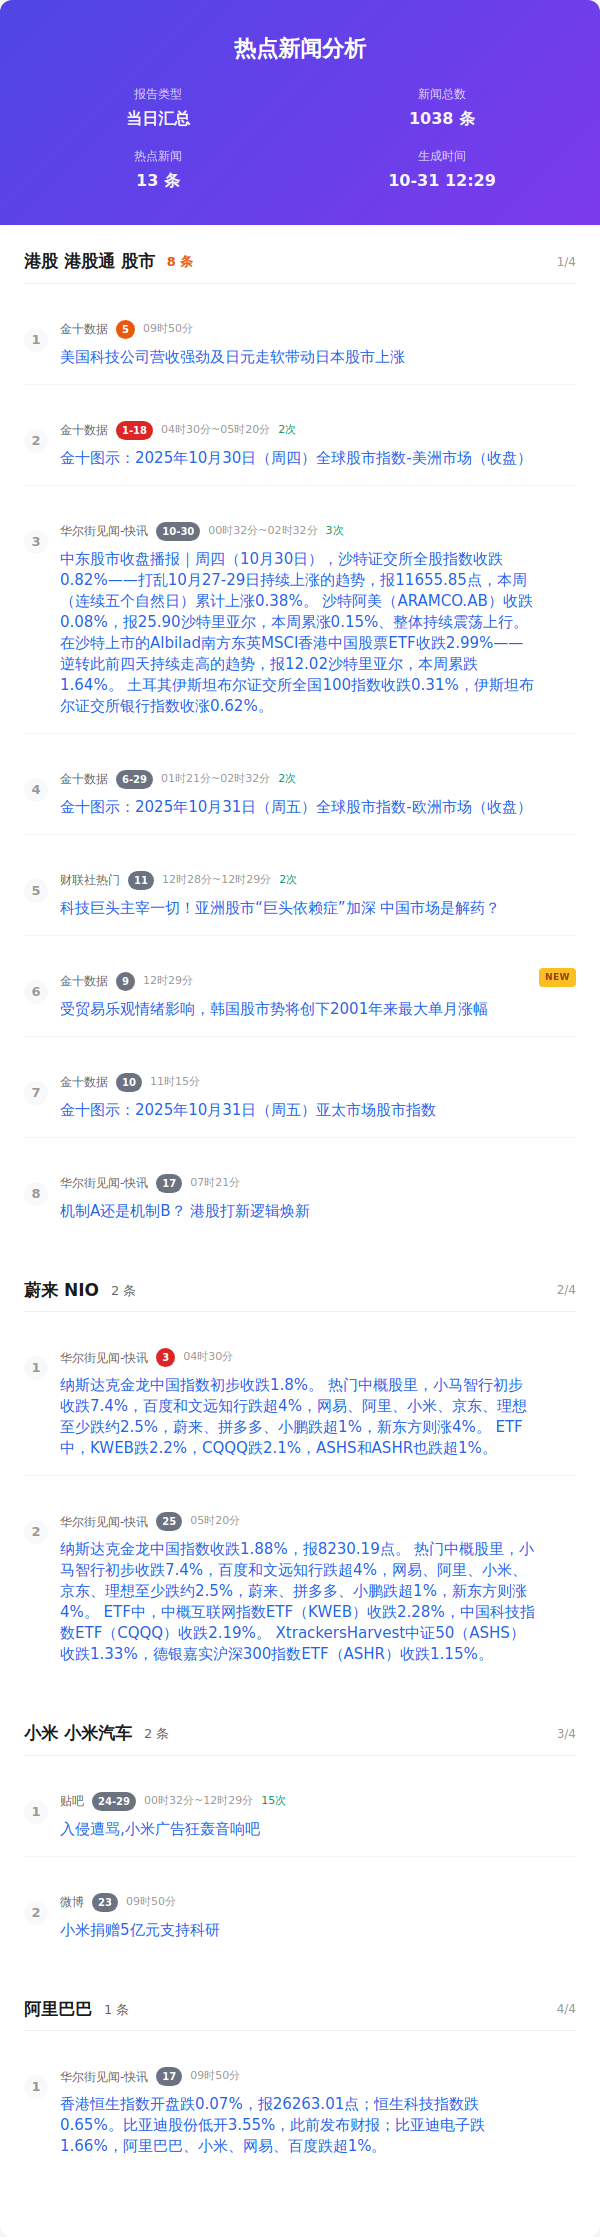 热点新闻分析
报告类型
新闻总数
当日汇总
1038 条
热点新闻
生成时间
13 条
10-31 12:29
港股 港股通 股市 8 条 1/4
1
金十数据 5 09时50分
美国科技公司营收强劲及日元走软带动日本股市上涨
2
金十数据 1-18 04时30分~05时20分 2次
金十图示：2025年10月30日（周四）全球股市指数-美洲市场（收盘）
3
华尔街见闻-快讯 10-30 00时32分~02时32分 3次
中东股市收盘播报｜周四（10月30日），沙特证交所全股指数收跌
0.82%——打乱10月27-29日持续上涨的趋势，报11655.85点，本周
（连续五个自然日）累计上涨0.38%。 沙特阿美（ARAMCO.AB）收跌
0.08%，报25.90沙特里亚尔，本周累涨0.15%、整体持续震荡上行。
在沙特上市的Albilad南方东英MSCI香港中国股票ETF收跌2.99%——
逆转此前四天持续走高的趋势，报12.02沙特里亚尔，本周累跌
1.64%。 土耳其伊斯坦布尔证交所全国100指数收跌0.31%，伊斯坦布
尔证交所银行指数收涨0.62%。
4
金十数据 6-29 01时21分~02时32分 2次
金十图示：2025年10月31日（周五）全球股市指数-欧洲市场（收盘）
5
财联社热门 11 12时28分~12时29分 2次
科技巨头主宰一切！亚洲股市“巨头依赖症”加深 中国市场是解药？
6
金十数据 9 12时29分 NEW
受贸易乐观情绪影响，韩国股市势将创下2001年来最大单月涨幅
7
金十数据 10 11时15分
金十图示：2025年10月31日（周五）亚太市场股市指数
8
华尔街见闻-快讯 17 07时21分
机制A还是机制B？ 港股打新逻辑焕新
蔚来 NIO 2 条 2/4
1
华尔街见闻-快讯 3 04时30分
纳斯达克金龙中国指数初步收跌1.8%。 热门中概股里，小马智行初步
收跌7.4%，百度和文远知行跌超4%，网易、阿里、小米、京东、理想
至少跌约2.5%，蔚来、拼多多、小鹏跌超1%，新东方则涨4%。 ETF
中，KWEB跌2.2%，CQQQ跌2.1%，ASHS和ASHR也跌超1%。
2
华尔街见闻-快讯 25 05时20分
纳斯达克金龙中国指数收跌1.88%，报8230.19点。 热门中概股里，小
马智行初步收跌7.4%，百度和文远知行跌超4%，网易、阿里、小米、
京东、理想至少跌约2.5%，蔚来、拼多多、小鹏跌超1%，新东方则涨
4%。 ETF中，中概互联网指数ETF（KWEB）收跌2.28%，中国科技指
数ETF（CQQQ）收跌2.19%。 XtrackersHarvest中证50（ASHS）
收跌1.33%，德银嘉实沪深300指数ETF（ASHR）收跌1.15%。
小米 小米汽车 2 条 3/4
1
贴吧 24-29 00时32分~12时29分 15次
入侵遭骂,小米广告狂轰音响吧
2
微博 23 09时50分
小米捐赠5亿元支持科研
阿里巴巴 1 条 4/4
1
华尔街见闻-快讯 17 09时50分
香港恒生指数开盘跌0.07%，报26263.01点；恒生科技指数跌
0.65%。比亚迪股份低开3.55%，此前发布财报；比亚迪电子跌
1.66%，阿里巴巴、小米、网易、百度跌超1%。